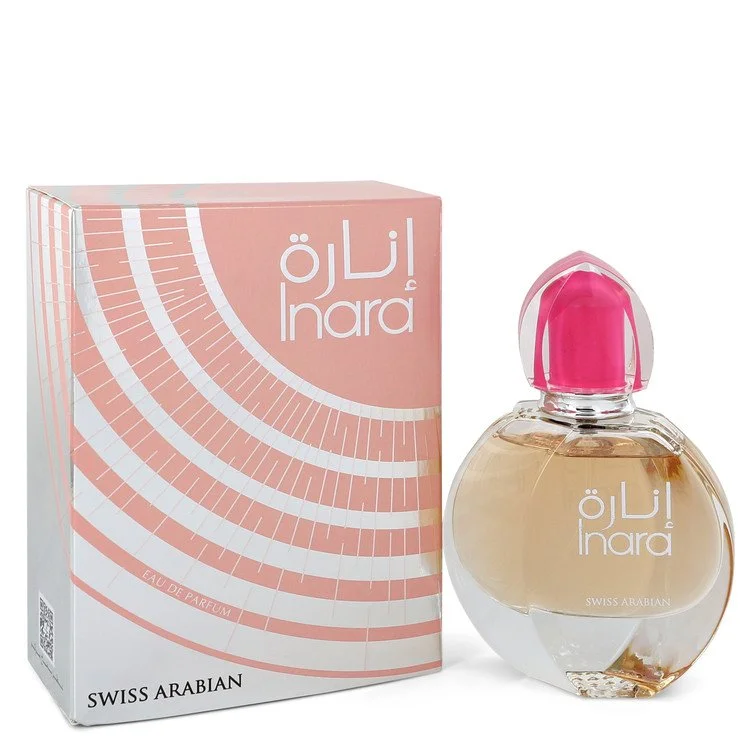 إنارة
Inara
EAU DE PARFUM
SWISS ARABIAN
إنارة
Inara
SWISS ARABIAN